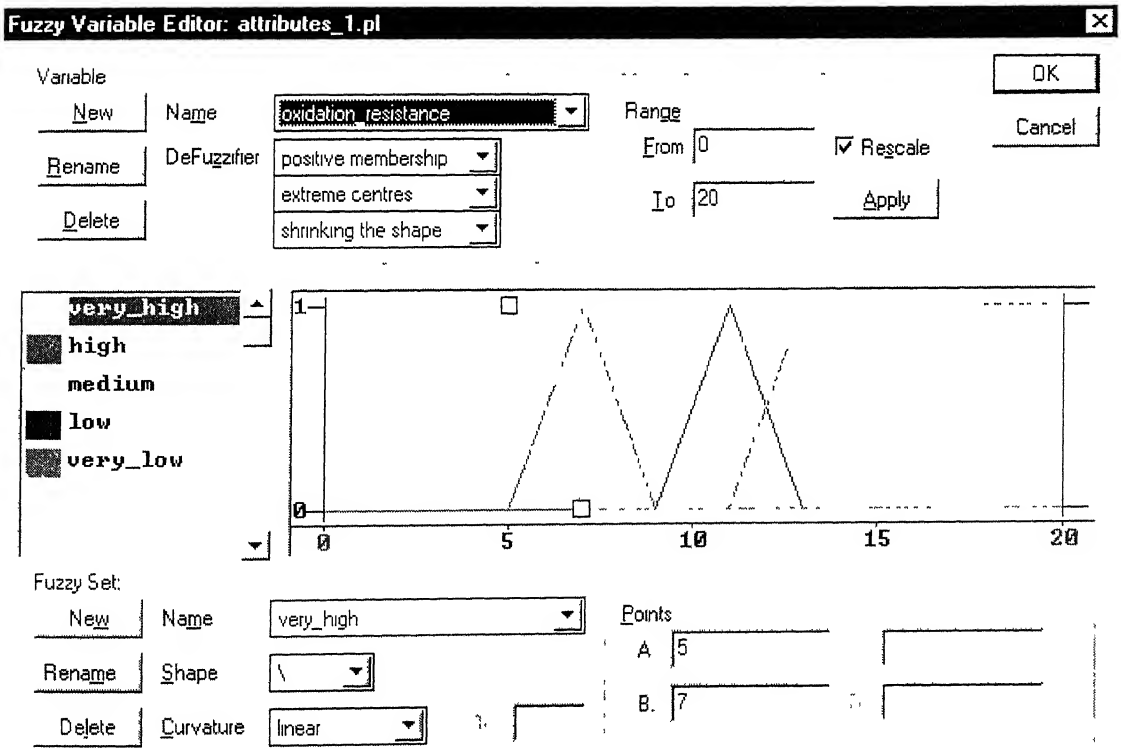 Fuzzy Variable Editor: attributes_1.pl
Variable
OK
New Name oxidation_resistance Range
Cancel
From 0 Rescale
Rename DeFuzzifier positive membership
extreme centres To 20 Apply
Delete shrinking the shape
very_high 1
high
medium
low
very_low
0
0 5 10 15 20
Fuzzy Set:
New Name very_high Points
A 5
Rename Shape \
B. 7
Delete Curvature linear